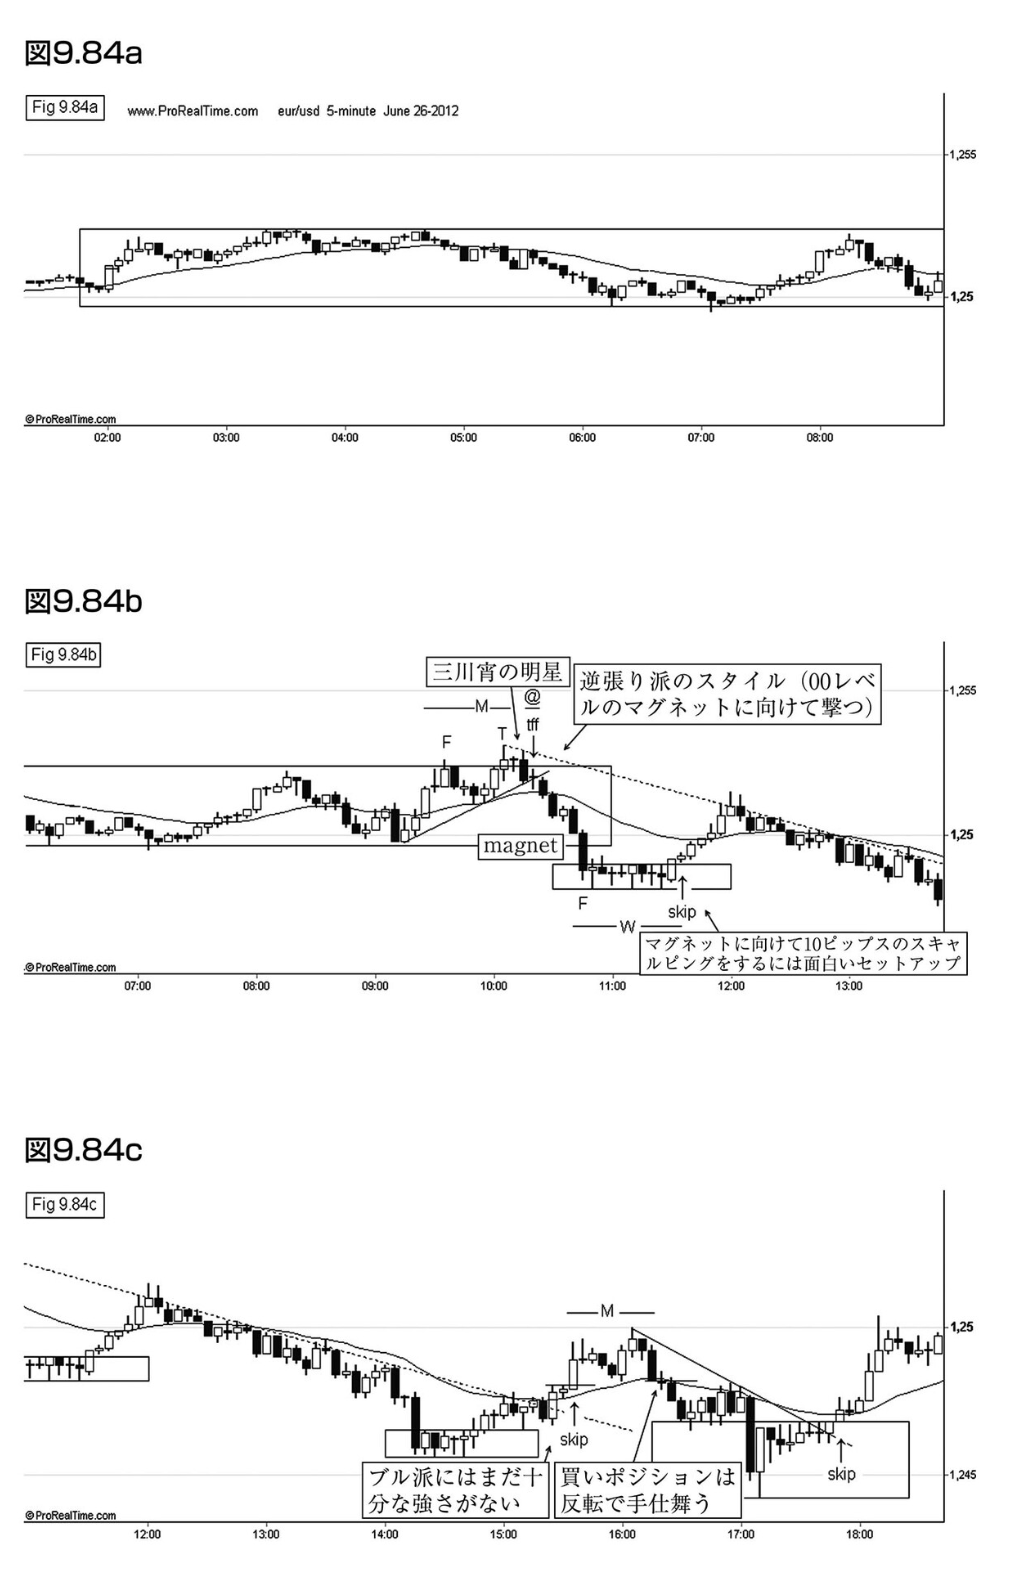 図9.84a
Fig 9.84a www.ProRealTime.com eur/usd 5-minute June 26-2012
1,255
1,25
©ProRealTime.com
02:00 03:00 04:00 05:00 06:00 07:00 08:00
図9.84b
Fig 9.84b
三川宵の明星
逆張り派のスタイル（00レベ
ルのマグネットに向けて撃つ）
1,255
@
M
tff
T
F
1,25
magnet
F
skip
W
マグネットに向けて10ピップスのスキャ
ルピングをするには面白いセットアップ
©ProRealTime.com
07:00 08:00 09:00 10:00 11:00 12:00 13:00
図9.84c
Fig 9.84c
M
1,25
skip
skip
1,245
ブル派にはまだ十
分な強さがない
買いポジションは
反転で手仕舞う
©ProRealTime.com
12:00 13:00 14:00 15:00 16:00 17:00 18:00